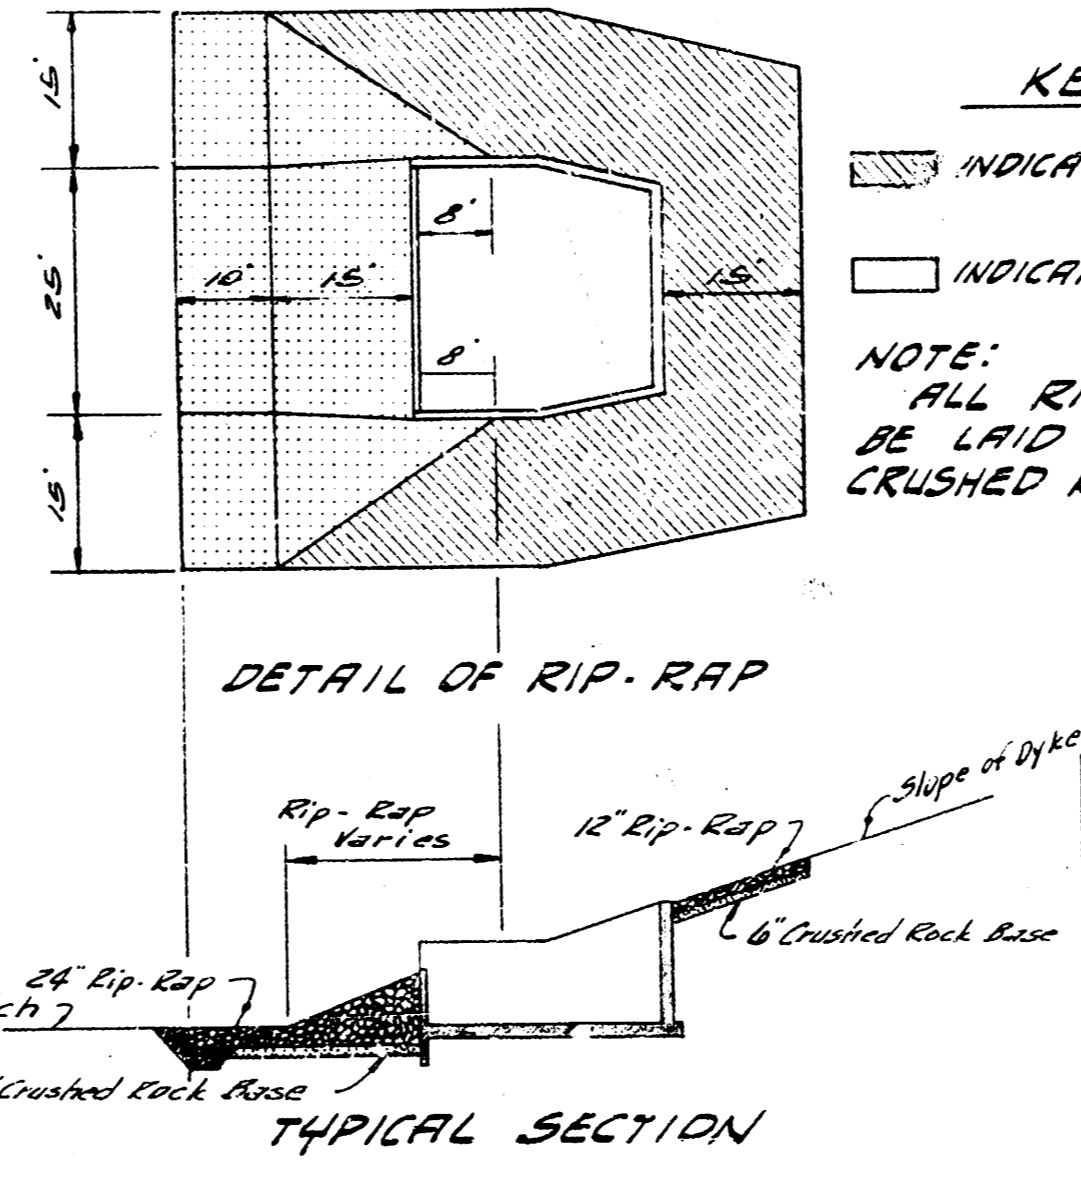 15'
25'
15'
10'
15'
8'
8'
15'
KE
INDICA
INDICA
NOTE:
ALL RI
BE LAID
CRUSHED
DETAIL OF RIP-RAP
Rip-Rap
Varies
12" Rip-Rap
Slope of Dyke
6" Crushed Rock Base
24" Rip-Rap
ch
Crushed Rock Base
TYPICAL SECTION